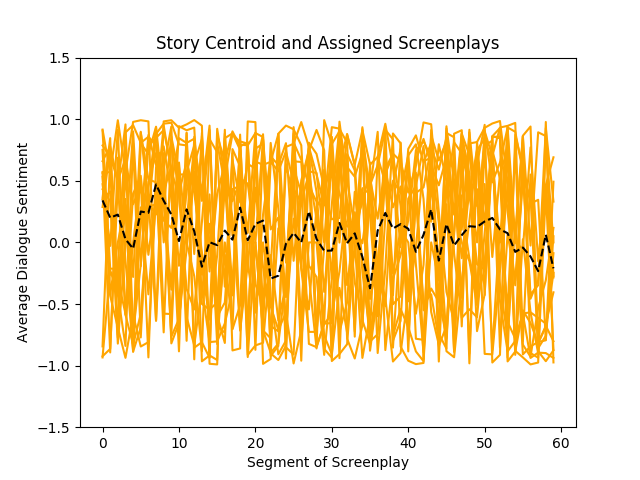 Story Centroid and Assigned Screenplays
1.5
1.0
0.5
0.0
−0.5
−1.0
−1.5
Average Dialogue Sentiment
0 10 20 30 40 50 60
Segment of Screenplay